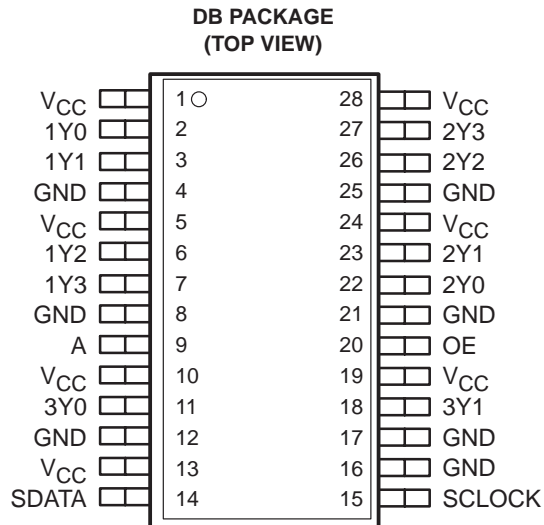 DB PACKAGE
(TOP VIEW)
VCC 1 28 VCC
1Y0 2 27 2Y3
1Y1 3 26 2Y2
GND 4 25 GND
VCC 5 24 VCC
1Y2 6 23 2Y1
1Y3 7 22 2Y0
GND 8 21 GND
A 9 20 OE
VCC 10 19 VCC
3Y0 11 18 3Y1
GND 12 17 GND
VCC 13 16 GND
SDATA 14 15 SCLOCK